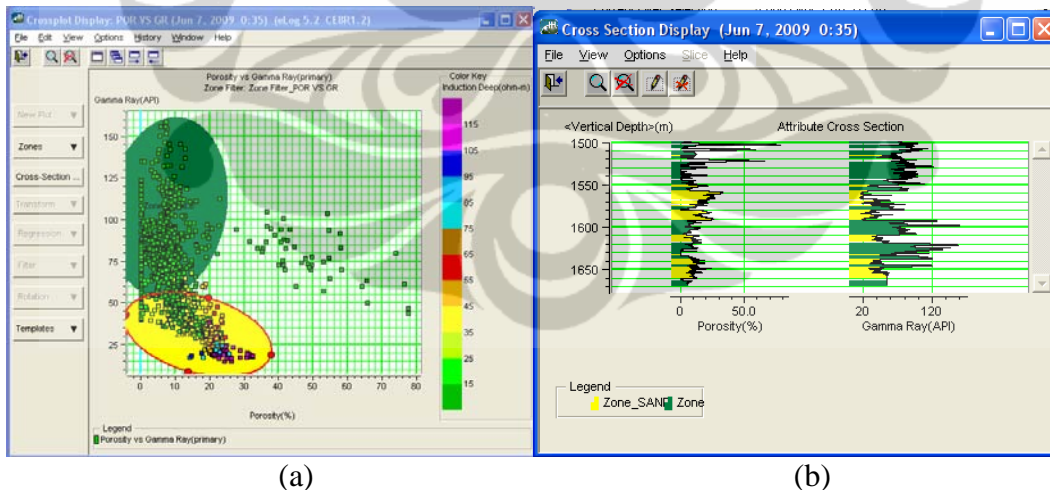 Crossplot Display: POR VS GR (Jun 7, 2009 0:35) (eLog 5.2 CE8R1.2)
File Edit View Options History Window Help
Porosity vs Gamma Ray(primary)
Zone Filter: Zone Filter_POR VS GR
Color Key
Gamma Ray(API)
Induction Deep(ohm-m)
New Plot
Zones
Cross-Section ...
Transform
Regression
Filter
Rotation
Templates
150
125
100
75
50
25
115
105
95
85
75
65
55
45
35
25
15
0 10 20 30 40 50 60 70 80
Porosity(%)
Legend
Porosity vs Gamma Ray(primary)
(a)
Cross Section Display (Jun 7, 2009 0:35)
File View Options Slice Help
<Vertical Depth>(m)
Attribute Cross Section
1500
1550
1600
1650
0 50.0
20 120
Porosity(%)
Gamma Ray(API)
Legend
Zone_SAND Zone
(b)